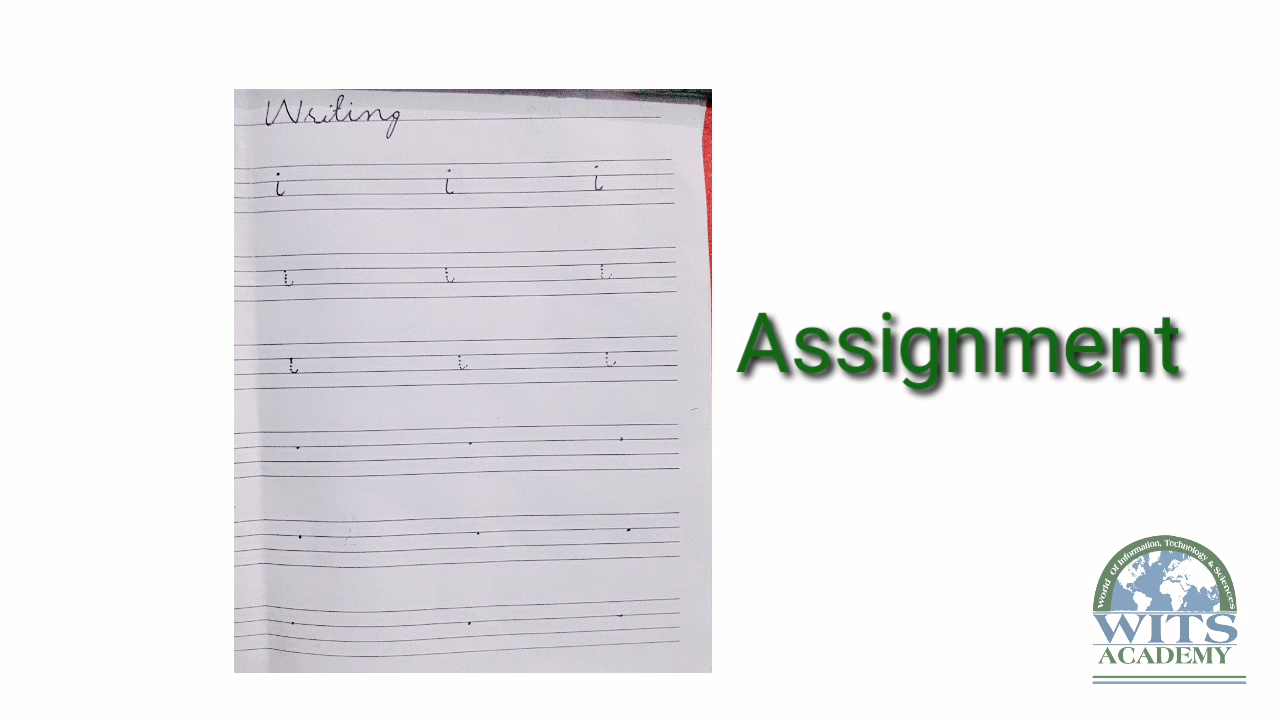 Writing
i i i
ι ι ι
ι ι ι
Assignment
World Of Information, Technology & Sciences
WITS
ACADEMY